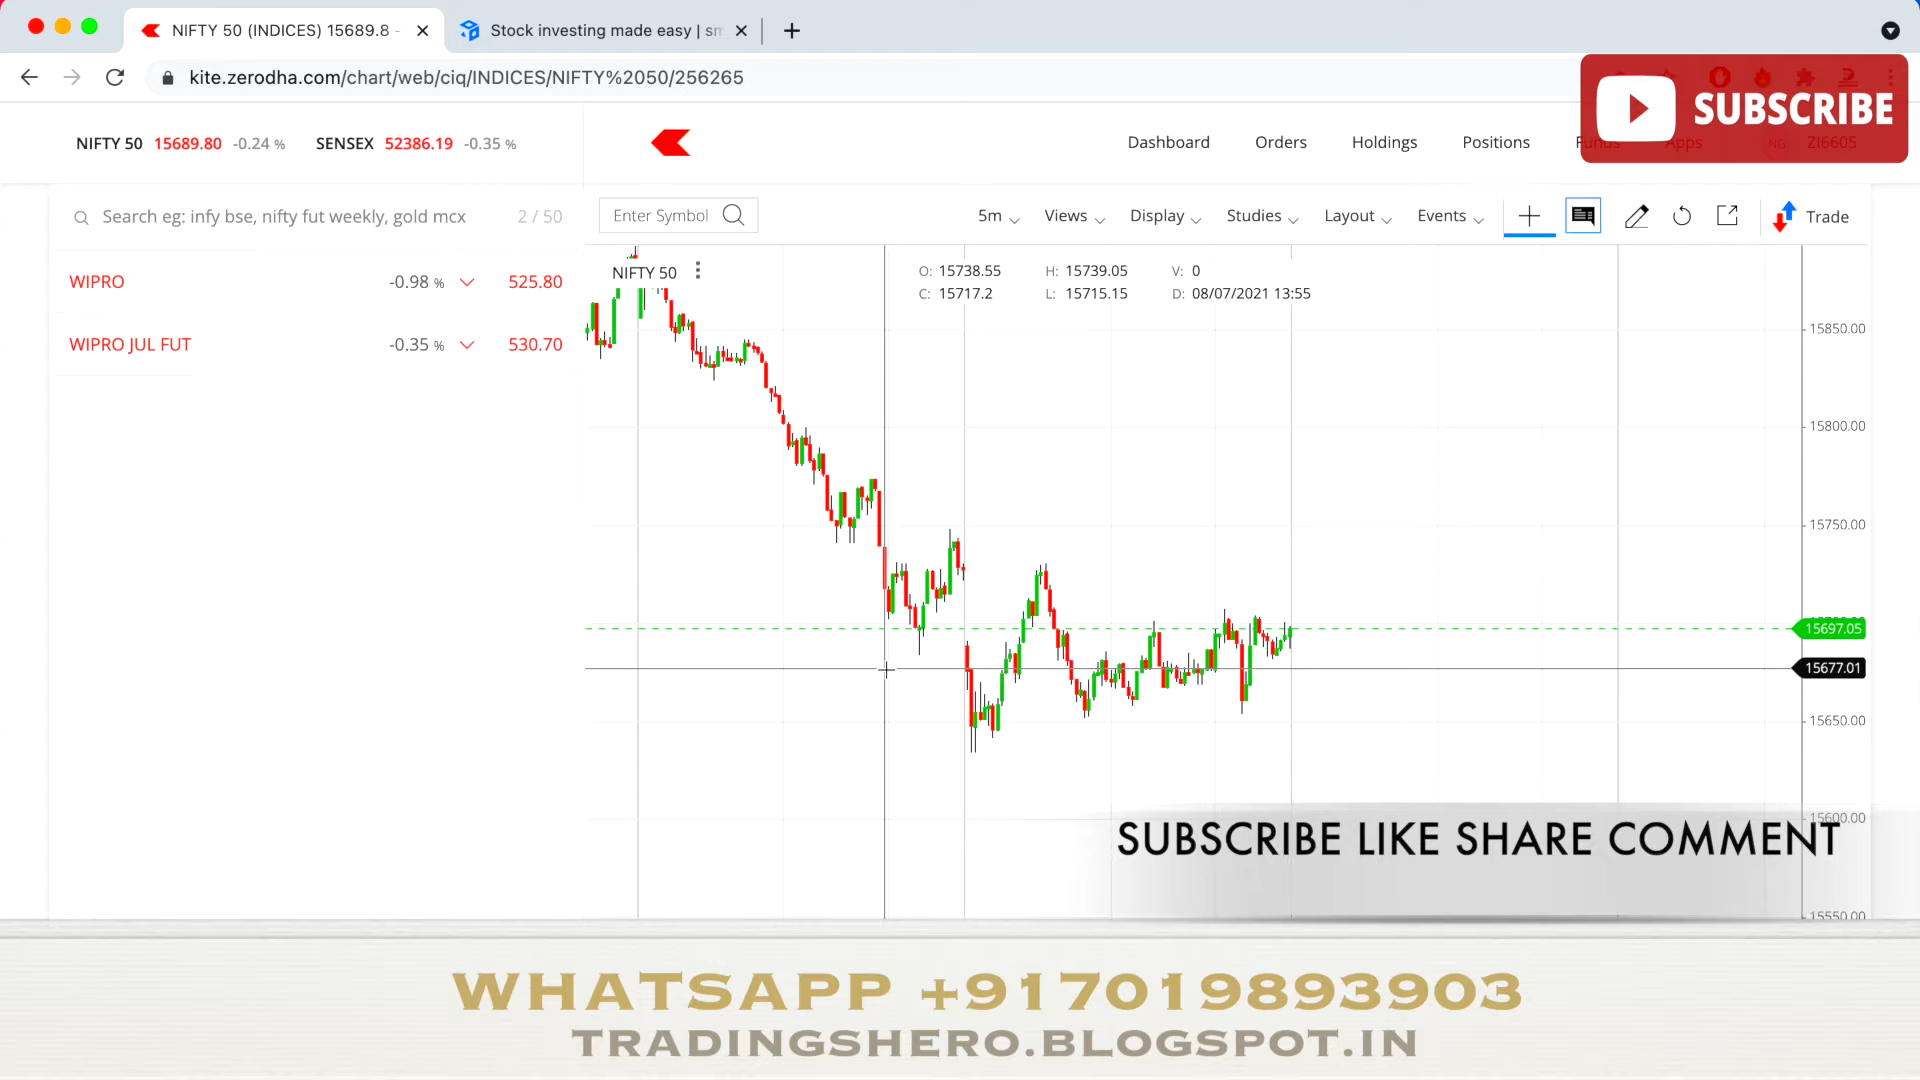 NIFTY 50 (INDICES) 15689.8 -
Stock investing made easy | sm
kite.zerodha.com/chart/web/ciq/INDICES/NIFTY%2050/256265
SUBSCRIBE
NIFTY 50 15689.80 -0.24 % SENSEX 52386.19 -0.35 %
Dashboard Orders Holdings Positions Funds Apps NG ZI6605
Search eg: infy bse, nifty fut weekly, gold mcx 2 / 50
Enter Symbol 5m Views Display Studies Layout Events Trade
WIPRO -0.98 % 525.80
WIPRO JUL FUT -0.35 % 530.70
NIFTY 50
O: 15738.55 H: 15739.05 V: 0
C: 15717.2 L: 15715.15 D: 08/07/2021 13:55
15850.00
15800.00
15750.00
15697.05
15677.01
15650.00
15600.00
15550.00
SUBSCRIBE LIKE SHARE COMMENT
WHATSAPP +917019893903
TRADINGSHERO.BLOGSPOT.IN